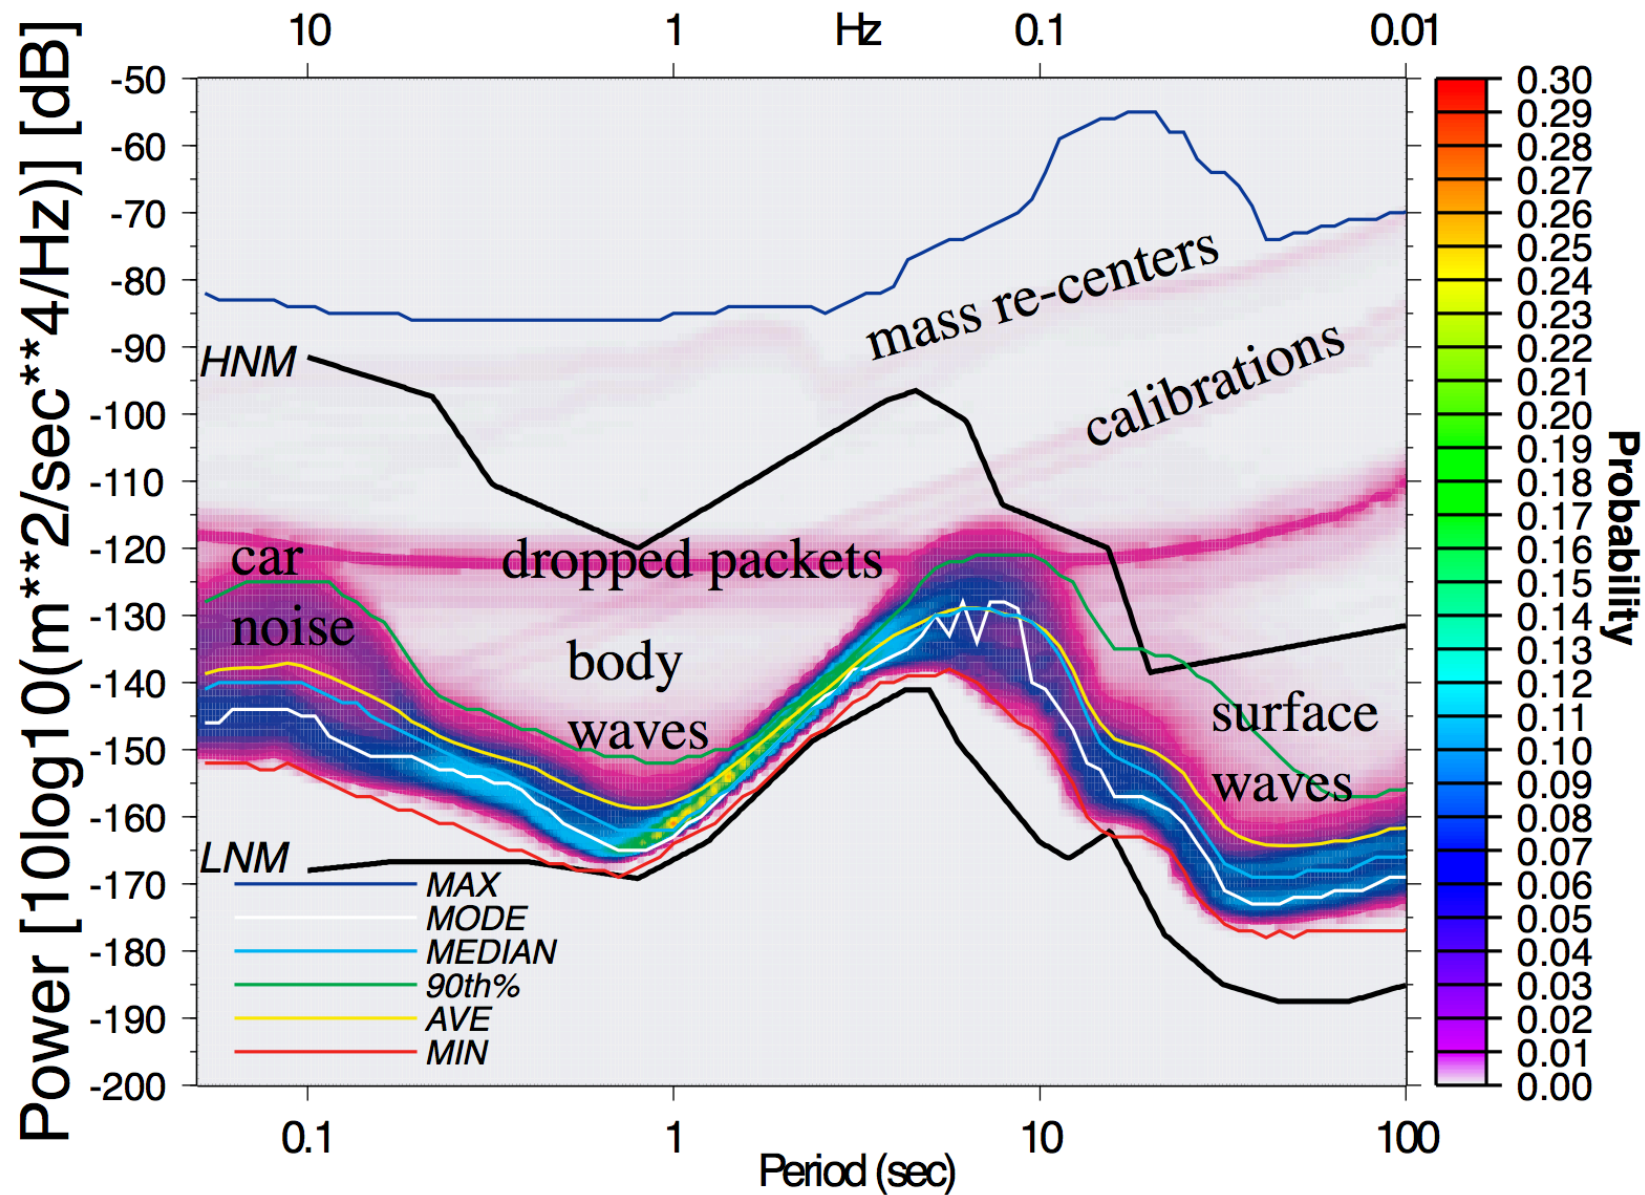 10 1 Hz 0.1 0.01
Power [10log10(m**2/sec**4/Hz)] [dB]
-50
-60
-70
-80
-90
-100
-110
-120
-130
-140
-150
-160
-170
-180
-190
-200
HNM
mass re-centers
calibrations
car
noise
dropped packets
body
waves
surface
waves
LNM
MAX
MODE
MEDIAN
90th%
AVE
MIN
0.1 1 10 100
Period (sec)
0.30
0.29
0.28
0.27
0.26
0.25
0.24
0.23
0.22
0.21
0.20
0.19
0.18
0.17
0.16
0.15
0.14
0.13
0.12
0.11
0.10
0.09
0.08
0.07
0.06
0.05
0.04
0.03
0.02
0.01
0.00
Probability